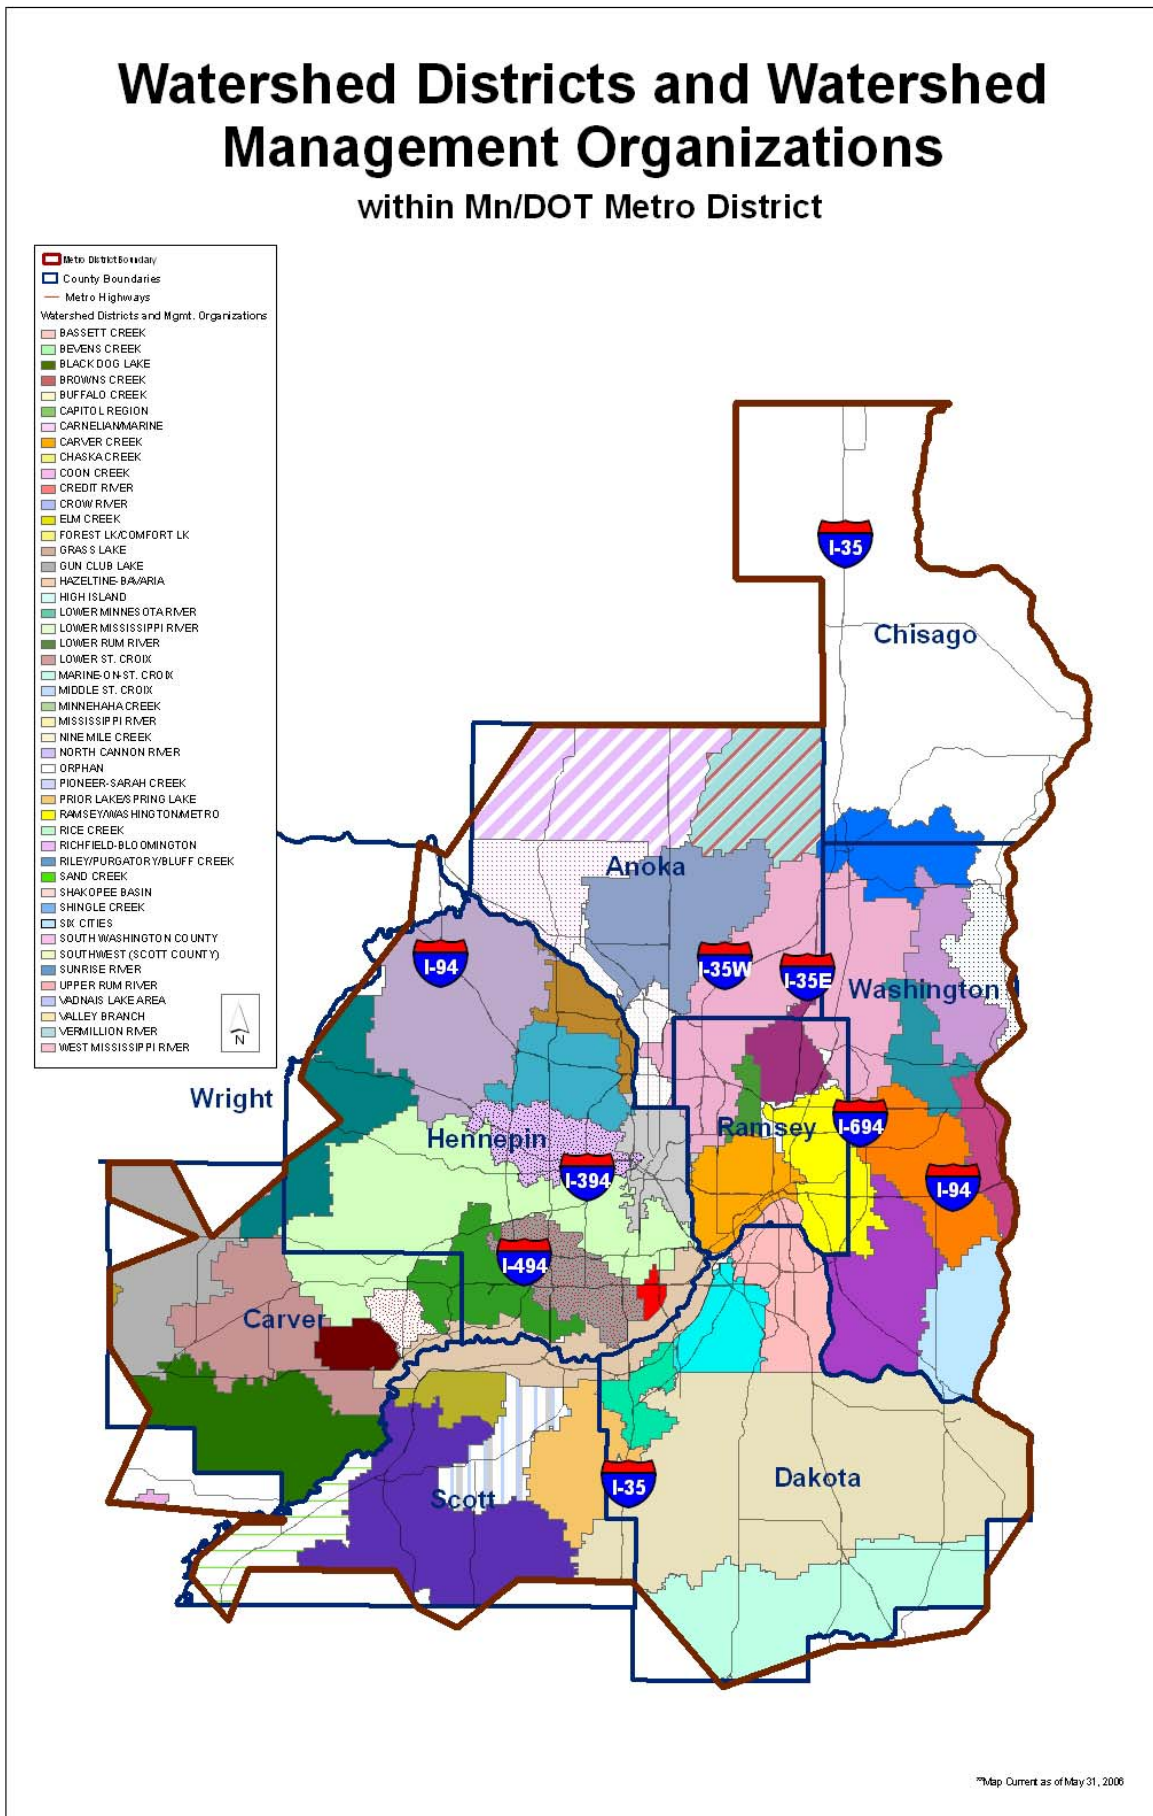 Watershed Districts and Watershed
Management Organizations
within Mn/DOT Metro District
Metro District Boundary
County Boundaries
Metro Highways
Watershed Districts and Mgmt. Organizations
BASSETT CREEK
BEVENS CREEK
BLACK DOG LAKE
BROWNS CREEK
BUFFALO CREEK
CAPITOL REGION
CARNELIAN/MARINE
CARVER CREEK
CHASKA CREEK
COON CREEK
CREDIT RIVER
CROW RIVER
ELM CREEK
FOREST LK/COMFORT LK
GRASS LAKE
GUN CLUB LAKE
HAZELTINE-BAVARIA
HIGH ISLAND
LOWER MINNESOTA RIVER
LOWER MISSISSIPPI RIVER
LOWER RUM RIVER
LOWER ST. CROIX
MARINE-ON-ST. CROIX
MIDDLE ST. CROIX
MINNEHAHA CREEK
MISSISSIPPI RIVER
NINE MILE CREEK
NORTH CANNON RIVER
ORPHAN
PIONEER-SARAH CREEK
PRIOR LAKE/SPRING LAKE
RAMSEY/WASHINGTON/METRO
RICE CREEK
RICHFIELD-BLOOMINGTON
RILEY/PURGATORY/BLUFF CREEK
SAND CREEK
SHAKOPEE BASIN
SHINGLE CREEK
SIX CITIES
SOUTH WASHINGTON COUNTY
SOUTHWEST (SCOTT COUNTY)
SUNRISE RIVER
UPPER RUM RIVER
VADNAIS LAKE AREA
VALLEY BRANCH
VERMILLION RIVER
WEST MISSISSIPPI RIVER
N
I-35
Chisago
Anoka
I-94
I-35W
I-35E
Washington
Wright
Hennepin
Ramsey
I-694
I-394
I-94
I-494
Carver
Dakota
I-35
Scott
**Map Current as of May 31, 2006